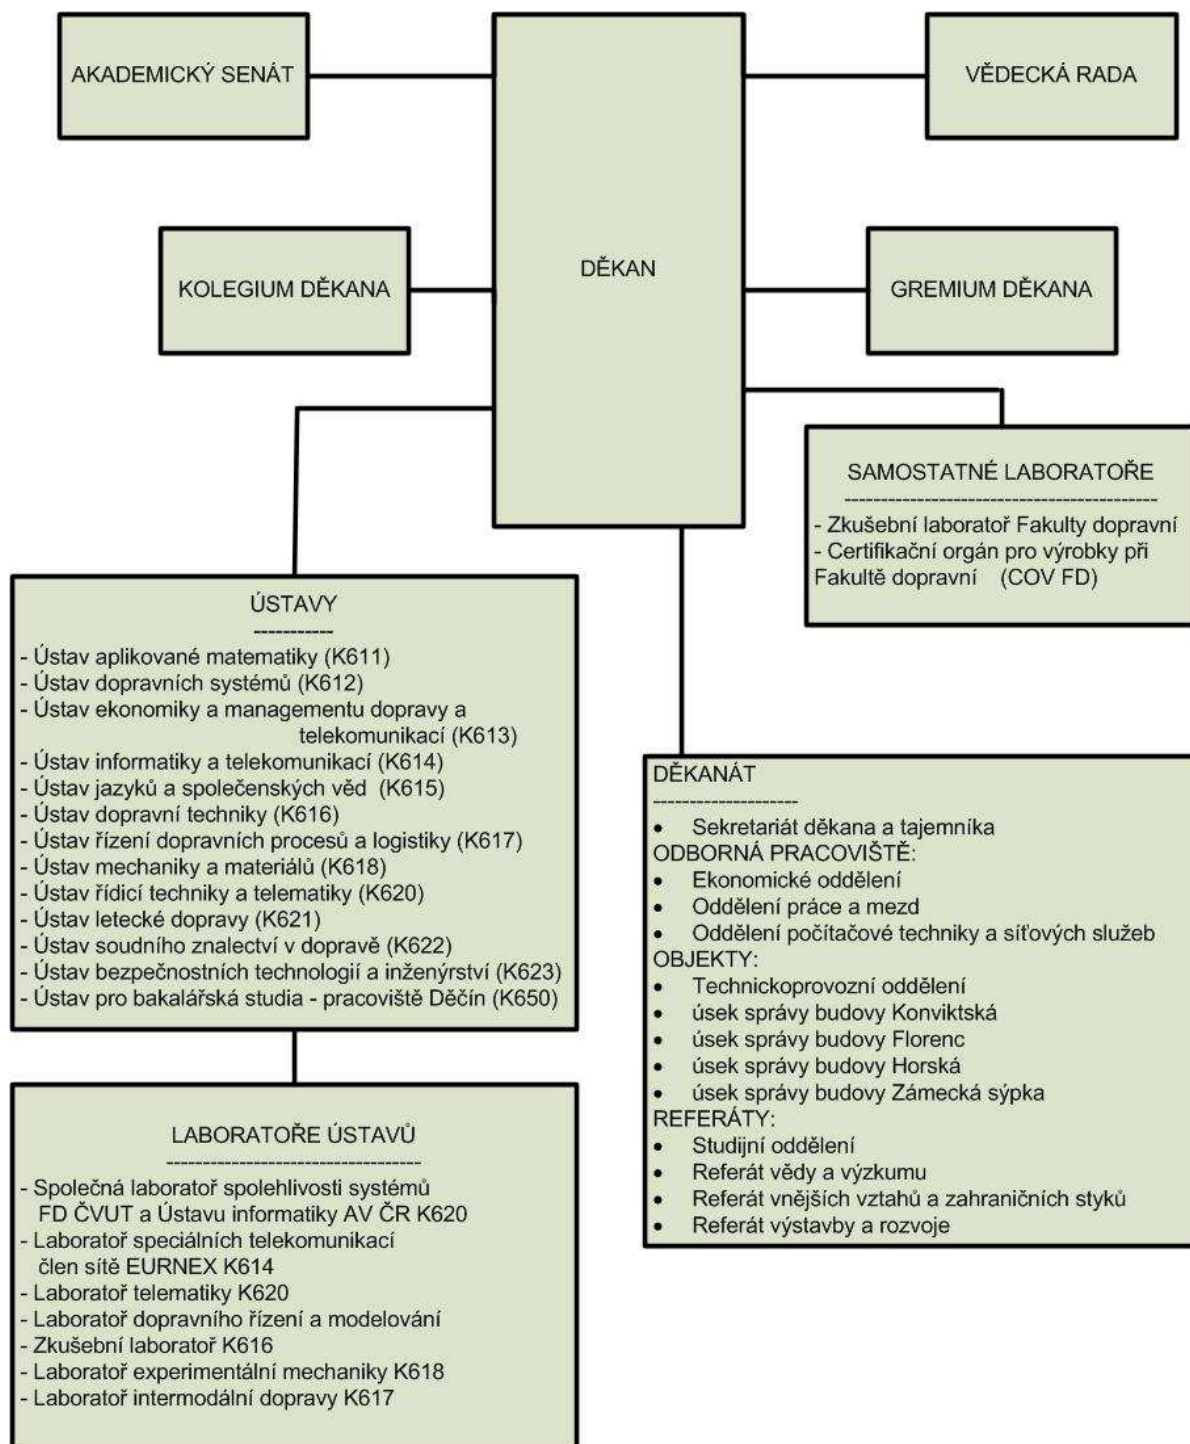 AKADEMICKÝ SENÁT
VĚDECKÁ RADA
DĚKAN
KOLEGIUM DĚKANA
GREMIUM DĚKANA
SAMOSTATNÉ LABORATOŘE
-------------------------------------------
- Zkušební laboratoř Fakulty dopravní
- Certifikační orgán pro výrobky při
Fakultě dopravní (COV FD)
ÚSTAVY
-----------
- Ústav aplikované matematiky (K611)
- Ústav dopravních systémů (K612)
- Ústav ekonomiky a managementu dopravy a
telekomunikací (K613)
- Ústav informatiky a telekomunikací (K614)
- Ústav jazyků a společenských věd (K615)
- Ústav dopravní techniky (K616)
- Ústav řízení dopravních procesů a logistiky (K617)
- Ústav mechaniky a materiálů (K618)
- Ústav řídicí techniky a telematiky (K620)
- Ústav letecké dopravy (K621)
- Ústav soudního znalectví v dopravě (K622)
- Ústav bezpečnostních technologií a inženýrství (K623)
- Ústav pro bakalářská studia - pracoviště Děčín (K650)
LABORATOŘE ÚSTAVŮ
-----------------------------------
- Společná laboratoř spolehlivosti systémů
FD ČVUT a Ústavu informatiky AV ČR K620
- Laboratoř speciálních telekomunikací
člen sítě EURNEX K614
- Laboratoř telematiky K620
- Laboratoř dopravního řízení a modelování
- Zkušební laboratoř K616
- Laboratoř experimentální mechaniky K618
- Laboratoř intermodální dopravy K617
DĚKANÁT
--------------------
• Sekretariát děkana a tajemníka
ODBORNÁ PRACOVIŠTĚ:
• Ekonomické oddělení
• Oddělení práce a mezd
• Oddělení počítačové techniky a síťových služeb
OBJEKTY:
• Technickoprovozní oddělení
• úsek správy budovy Konviktská
• úsek správy budovy Florenc
• úsek správy budovy Horská
• úsek správy budovy Zámecká sýpka
REFERÁTY:
• Studijní oddělení
• Referát vědy a výzkumu
• Referát vnějších vztahů a zahraničních styků
• Referát výstavby a rozvoje